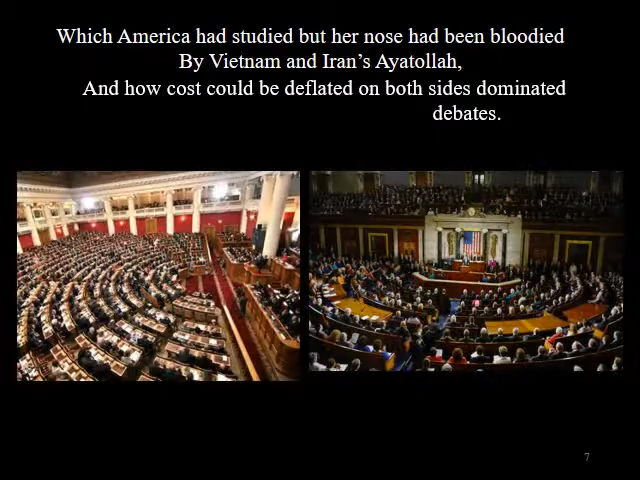 Which America had studied but her nose had been bloodied
By Vietnam and Iran's Ayatollah,
And how cost could be deflated on both sides dominated
debates.
7